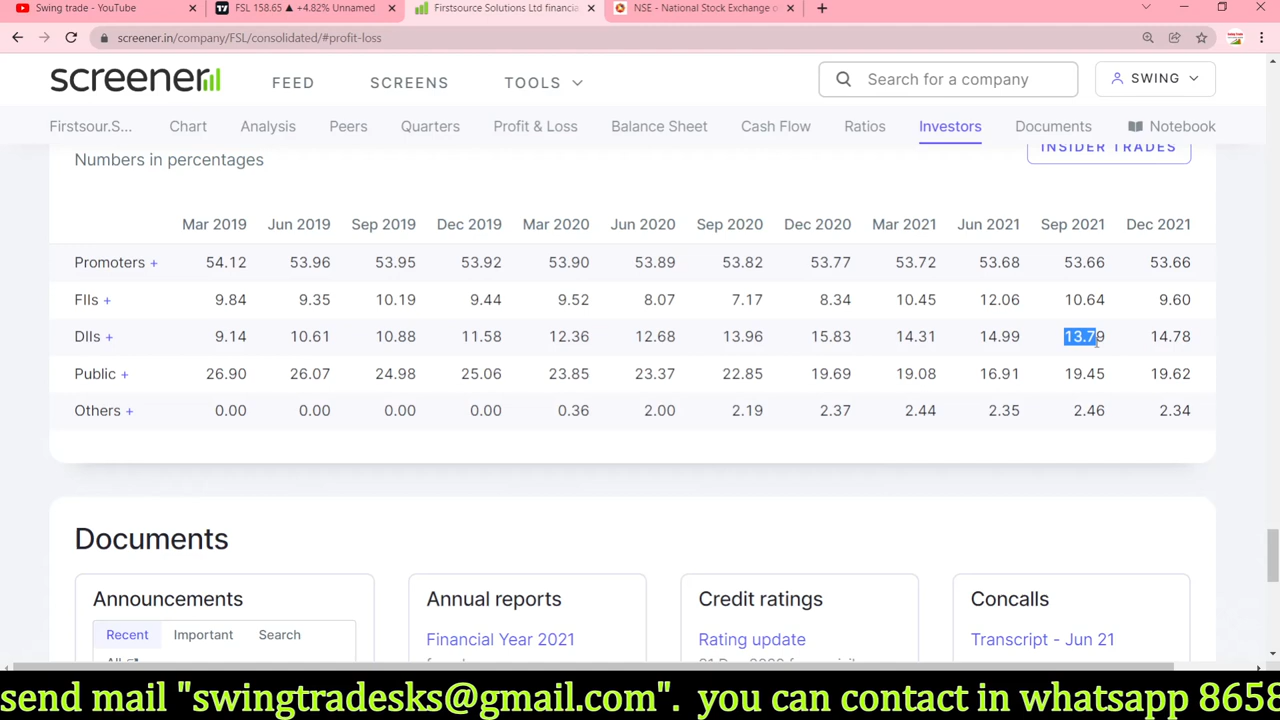 Swing trade - YouTube
FSL 158.65 ▲ +4.82% Unnamed
Firstsource Solutions Ltd financia
NSE - National Stock Exchange o
screener.in/company/FSL/consolidated/#profit-loss
screener
FEED
SCREENS
TOOLS
Search for a company
SWING
Firstsour.S...
Chart
Analysis
Peers
Quarters
Profit & Loss
Balance Sheet
Cash Flow
Ratios
Investors
Documents
Notebook
Numbers in percentages
INSIDER TRADES
Mar 2019 Jun 2019 Sep 2019 Dec 2019 Mar 2020 Jun 2020 Sep 2020 Dec 2020 Mar 2021 Jun 2021 Sep 2021 Dec 2021
Promoters + 54.12 53.96 53.95 53.92 53.90 53.89 53.82 53.77 53.72 53.68 53.66 53.66
FIIs + 9.84 9.35 10.19 9.44 9.52 8.07 7.17 8.34 10.45 12.06 10.64 9.60
DIIs + 9.14 10.61 10.88 11.58 12.36 12.68 13.96 15.83 14.31 14.99 13.79 14.78
Public + 26.90 26.07 24.98 25.06 23.85 23.37 22.85 19.69 19.08 16.91 19.45 19.62
Others + 0.00 0.00 0.00 0.00 0.36 2.00 2.19 2.37 2.44 2.35 2.46 2.34
Documents
Announcements
Recent
Important
Search
Annual reports
Financial Year 2021
Credit ratings
Rating update
Concalls
Transcript - Jun 21
send mail "swingtradesks@gmail.com". you can contact in whatsapp 8658